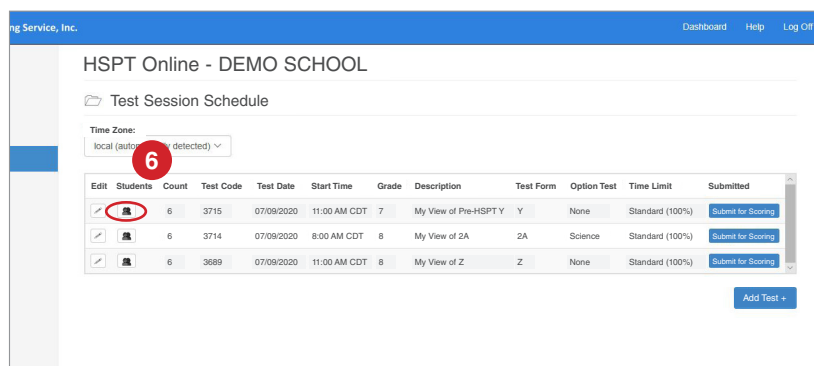 ng Service, Inc. Dashboard Help Log Off
HSPT Online - DEMO SCHOOL
Test Session Schedule
Time Zone:
local (auto y detected)
6
Edit Students Count Test Code Test Date Start Time Grade Description Test Form Option Test Time Limit Submitted
6 3715 07/09/2020 11:00 AM CDT 7 My View of Pre-HSPT Y Y None Standard (100%) Submit for Scoring
6 3714 07/09/2020 8:00 AM CDT 8 My View of 2A 2A Science Standard (100%) Submit for Scoring
6 3689 07/09/2020 11:00 AM CDT 8 My View of Z Z None Standard (100%) Submit for Scoring
Add Test +